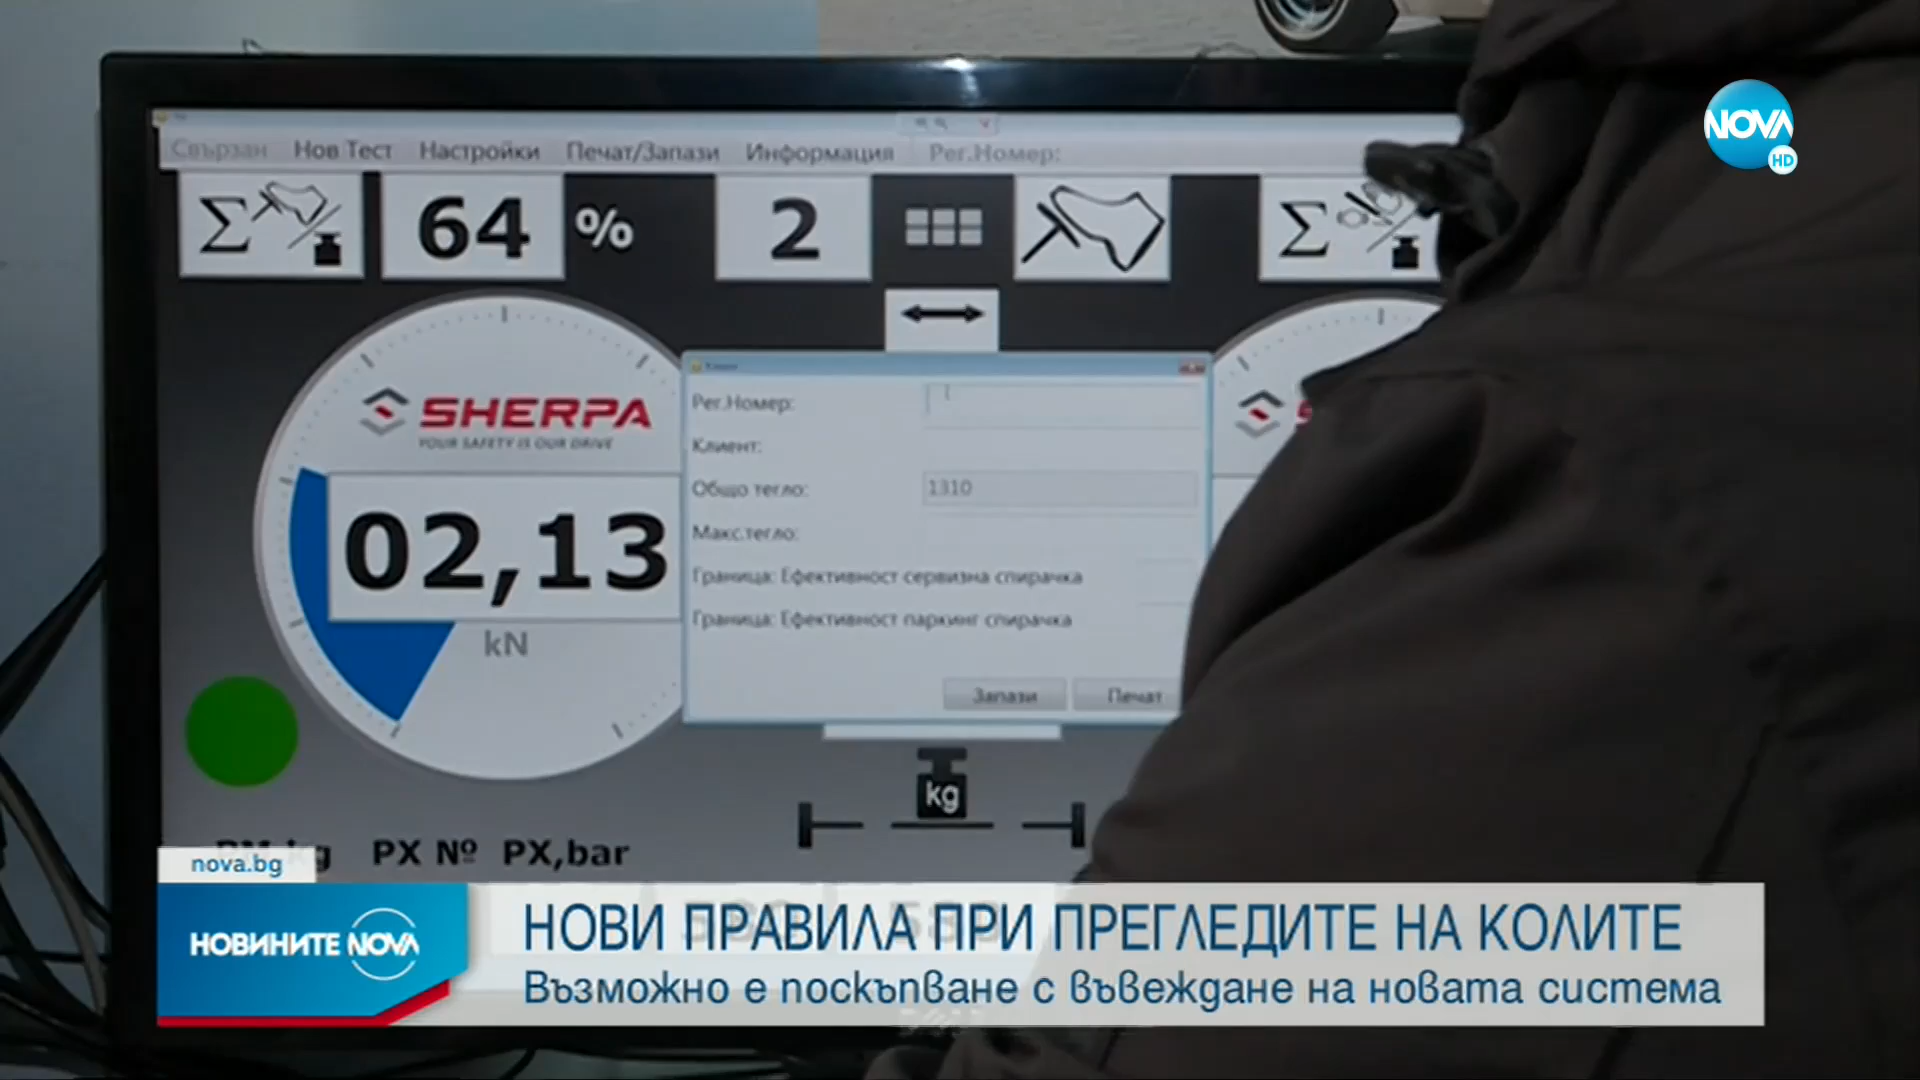 NOVA
HD
Свързан Нов Тест Настройки Печат/Запази Информация Рег.Номер:
Σ 64 % 2 Σ
SHERPA
YOUR SAFETY IS OUR DRIVE
02,13
kN
Рег.Номер:
Клиент:
Общо тегло: 1310
Макс.тегло:
Граница: Ефективност сервизна спирачка
Граница: Ефективност паркинг спирачка
Запази Печат
kg
PX № PX,bar
nova.bg
НОВИНИТЕ NOVA
НОВИ ПРАВИЛА ПРИ ПРЕГЛЕДИТЕ НА КОЛИТЕ
Възможно е поскъпване с въвеждане на новата система